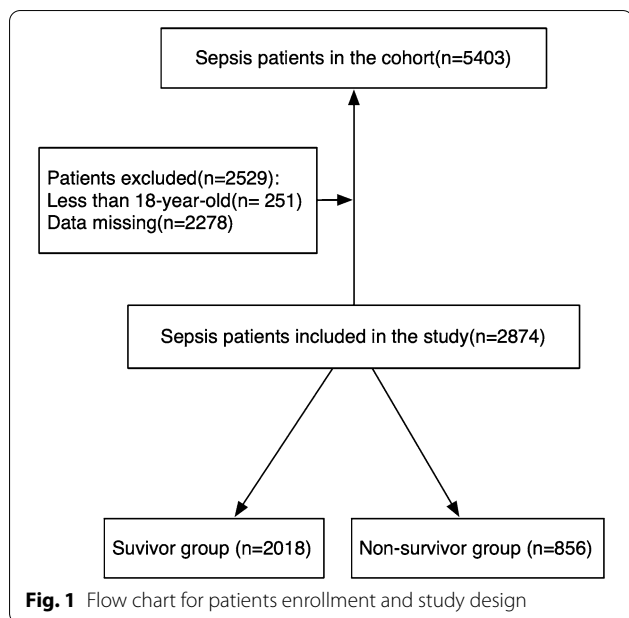 Sepsis patients in the cohort(n=5403)
Patients excluded(n=2529):
Less than 18-year-old(n= 251)
Data missing(n=2278)
Sepsis patients included in the study(n=2874)
Suvivor group (n=2018)
Non-survivor group (n=856)
Fig. 1 Flow chart for patients enrollment and study design